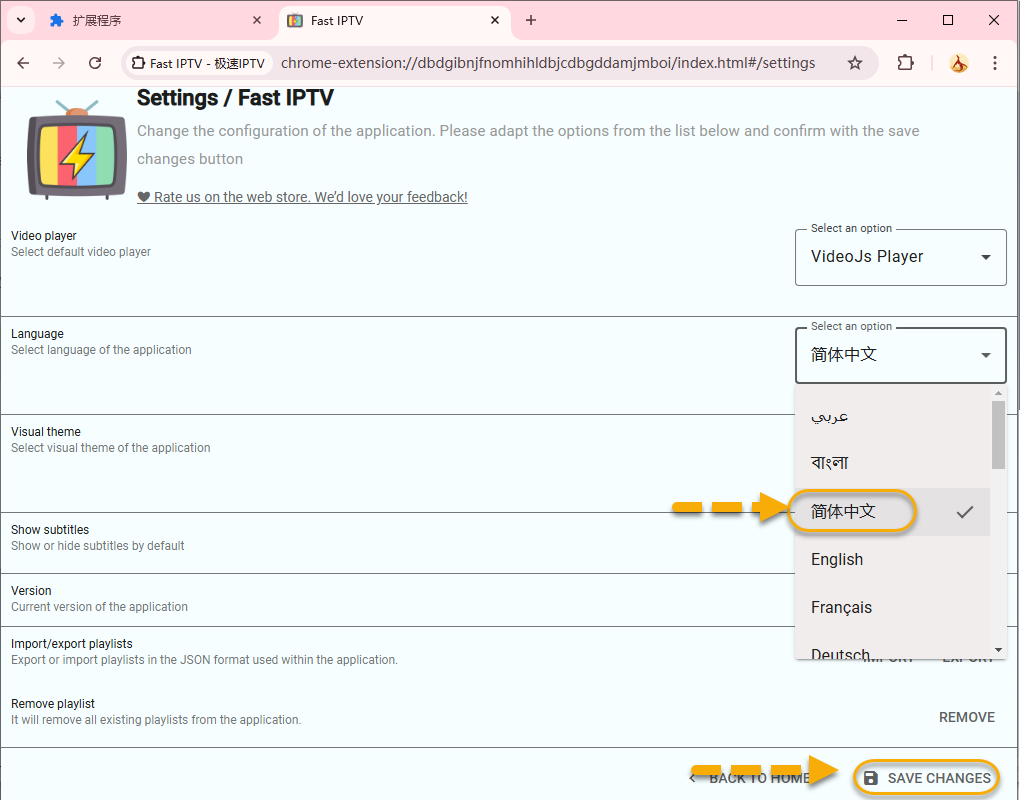 扩展程序
Fast IPTV
Fast IPTV - 极速IPTV
chrome-extension://dbdgibnjfnomhihldbjcdbgddamjmboi/index.html#/settings
Settings / Fast IPTV
Change the configuration of the application. Please adapt the options from the list below and confirm with the save
changes button
Rate us on the web store. We’d love your feedback!
Video player
Select default video player
Select an option
VideoJs Player
Language
Select language of the application
Select an option
简体中文
عربي
বাংলা
简体中文
English
Français
Deutsch
Visual theme
Select visual theme of the application
Show subtitles
Show or hide subtitles by default
Version
Current version of the application
Import/export playlists
Export or import playlists in the JSON format used within the application.
IMPORT
EXPORT
Remove playlist
It will remove all existing playlists from the application.
REMOVE
BACK TO HOME
SAVE CHANGES